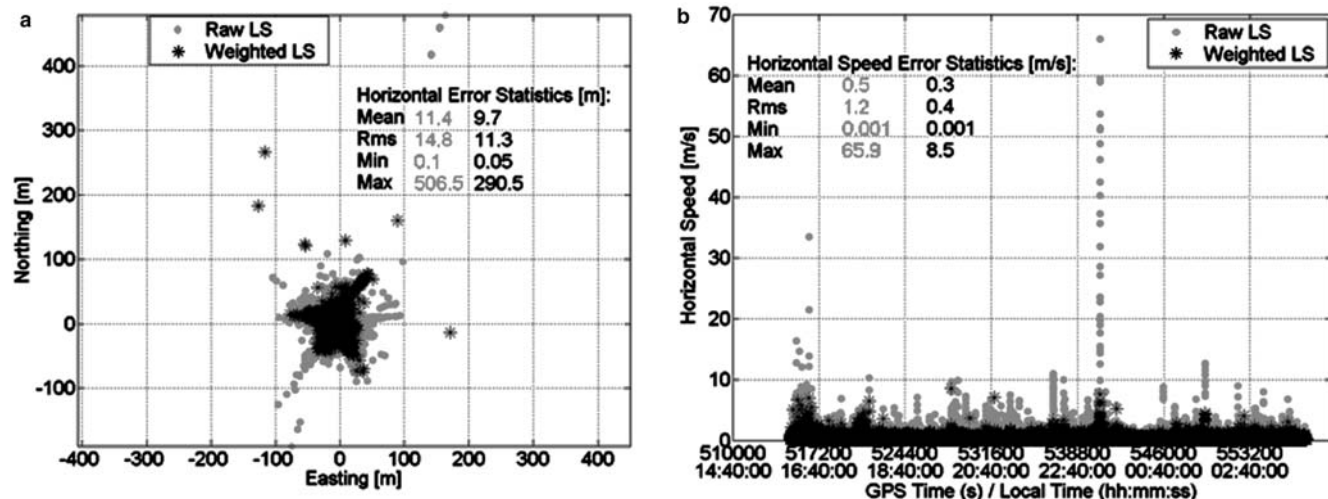 a
Raw LS
Weighted LS
Horizontal Error Statistics [m]:
Mean 11.4 9.7
Rms 14.8 11.3
Min 0.1 0.05
Max 506.5 290.5
Northing [m]
400
300
200
100
0
-100
-400 -300 -200 -100 0 100 200 300 400
Easting [m]
b
Raw LS
Weighted LS
Horizontal Speed Error Statistics [m/s]:
Mean 0.5 0.3
Rms 1.2 0.4
Min 0.001 0.001
Max 65.9 8.5
Horizontal Speed [m/s]
70
60
50
40
30
20
10
0
510000 517200 524400 531600 538800 546000 553200
14:40:00 16:40:00 18:40:00 20:40:00 22:40:00 00:40:00 02:40:00
GPS Time (s) / Local Time (hh:mm:ss)